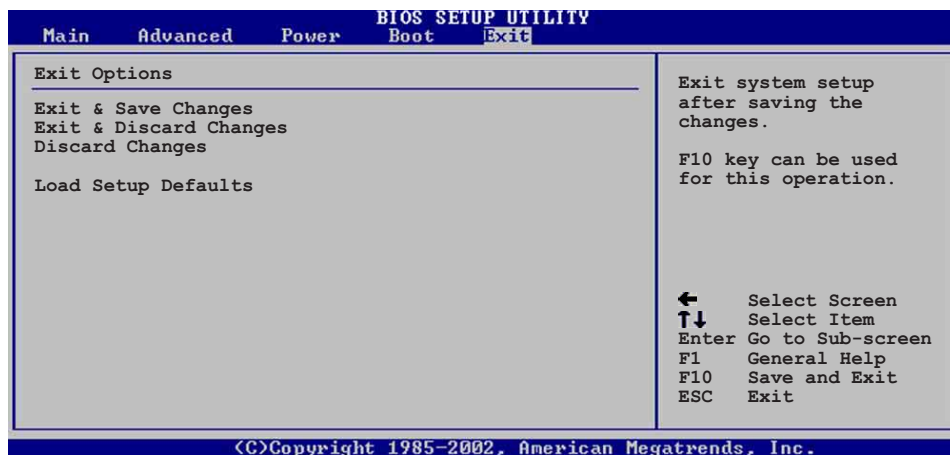 BIOS SETUP UTILITY
Main Advanced Power Boot Exit
Exit Options
Exit & Save Changes
Exit & Discard Changes
Discard Changes
Load Setup Defaults
Exit system setup
after saving the
changes.
F10 key can be used
for this operation.
← Select Screen
↑↓ Select Item
Enter Go to Sub-screen
F1 General Help
F10 Save and Exit
ESC Exit
(C)Copyright 1985-2002, American Megatrends, Inc.